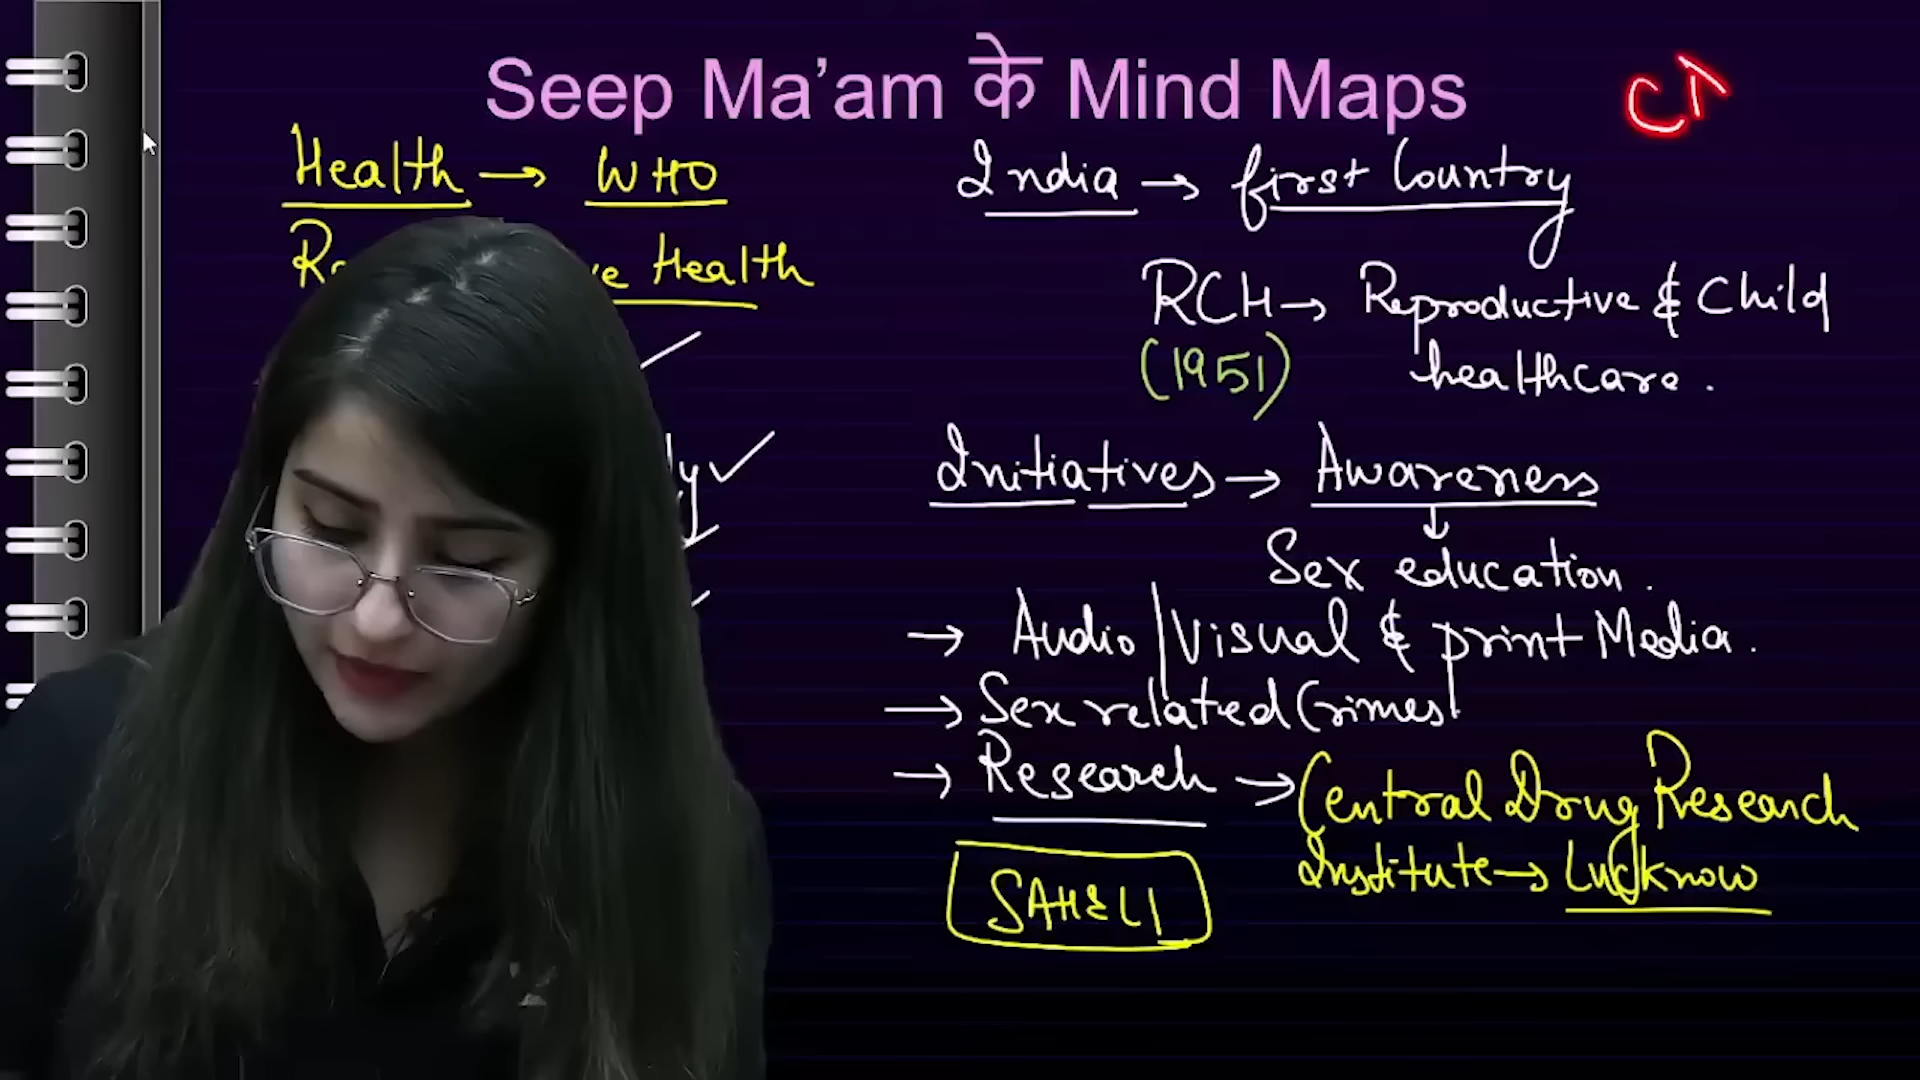 Seep Ma'am के Mind Maps
Health → WHO
Health
India → first Country
RCH → Reproductive & Child
(1951) healthcare.
Initiatives → Awareness
↓
Sex education.
→ Audio/Visual & print Media.
→ Sex related Crimes
→ Research → Central Drug Research
Institute → Lucknow
SAHELI